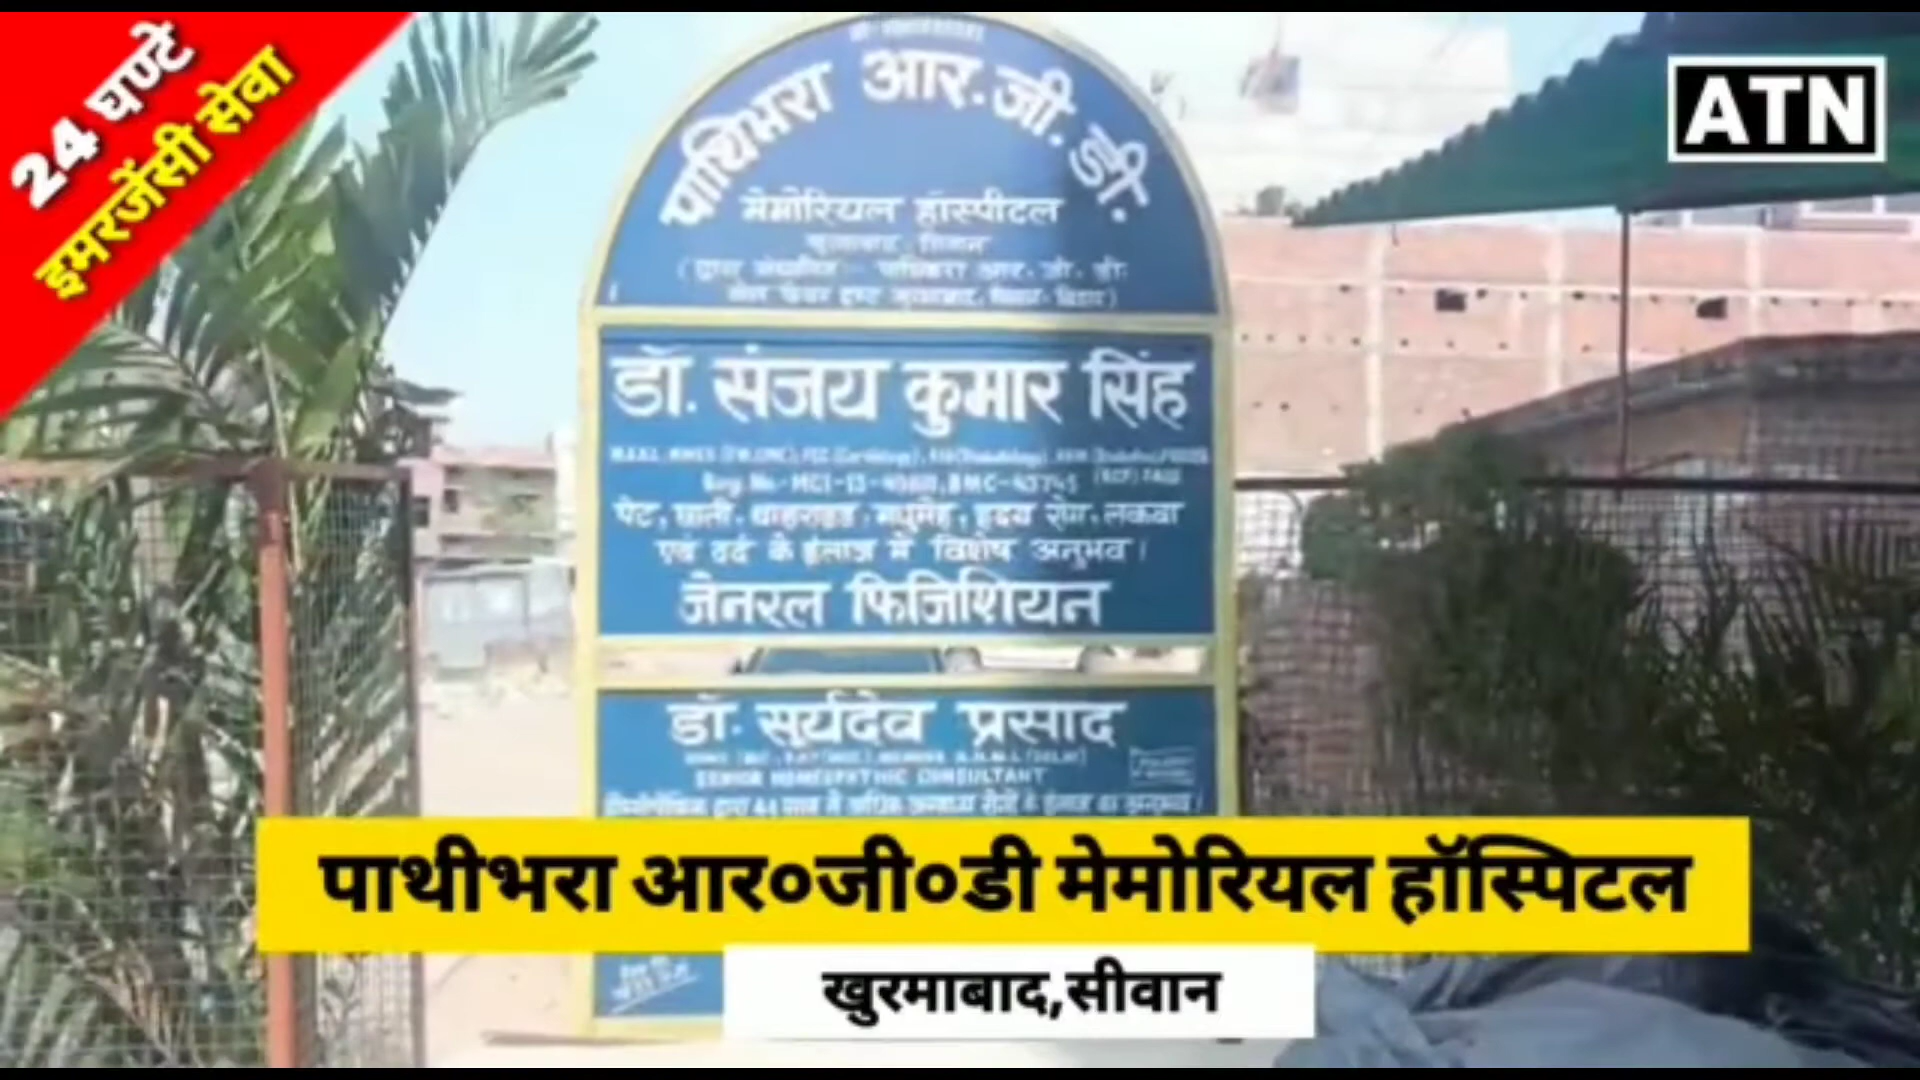 24 घण्टे
इमरजेंसी सेवा
ATN
पाथिभरा आर.जी.डी.
मेमोरियल हॉस्पीटल
डॉ. संजय कुमार सिंह
पेट, छाती, थाइराइड, मधुमेह, हृदय रोग, लकवा
एवं दर्द के ईलाज में विशेष अनुभव।
जेनरल फिजिशियन
डॉ. सूर्यदेव प्रसाद
SENIOR HOMEOPATHIC CONSULTANT
पाथीभरा आर०जी०डी मेमोरियल हॉस्पिटल
खुरमाबाद,सीवान